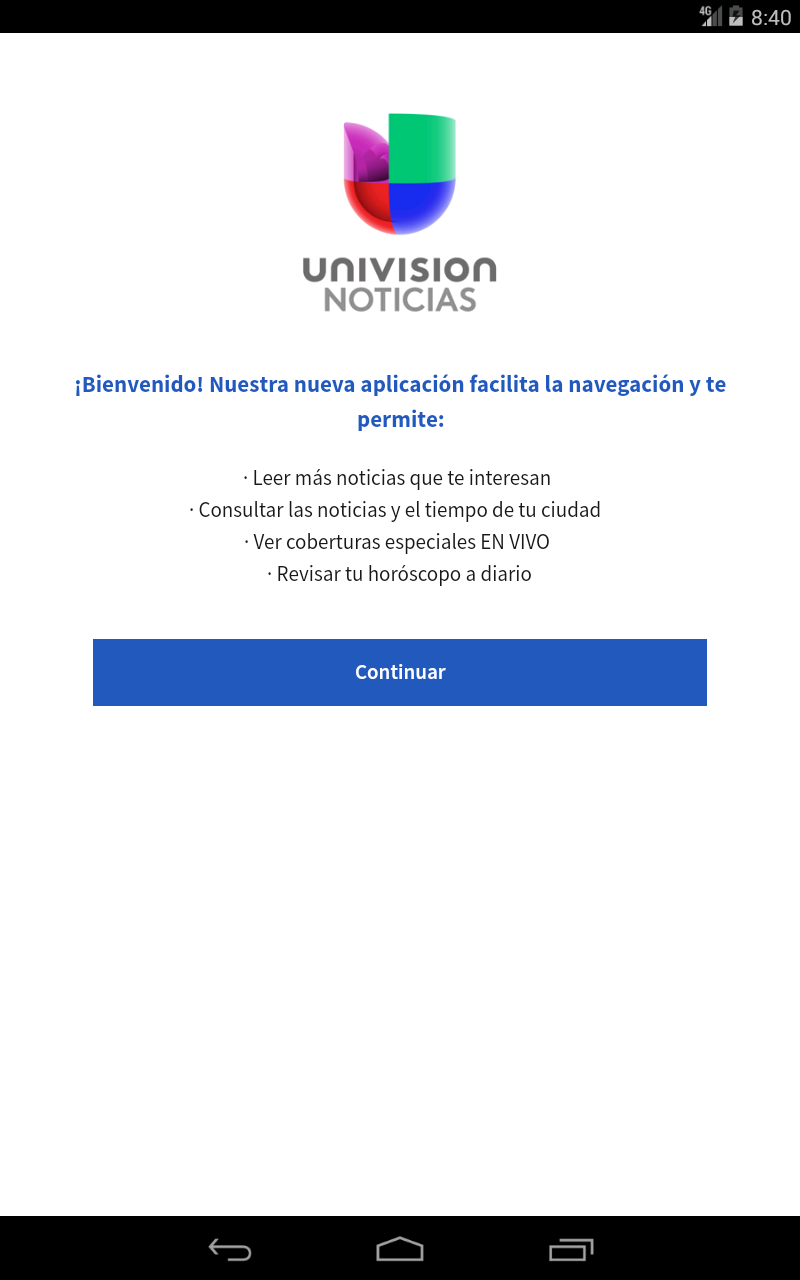 4G 8:40
UNIVISION
NOTICIAS
¡Bienvenido! Nuestra nueva aplicación facilita la navegación y te
permite:
· Leer más noticias que te interesan
· Consultar las noticias y el tiempo de tu ciudad
· Ver coberturas especiales EN VIVO
· Revisar tu horóscopo a diario
Continuar